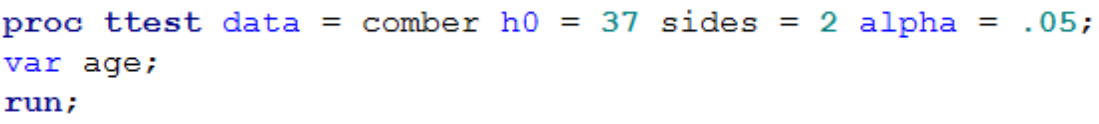 proc ttest data = comber h0 = 37 sides = 2 alpha = .05;
var age;
run;